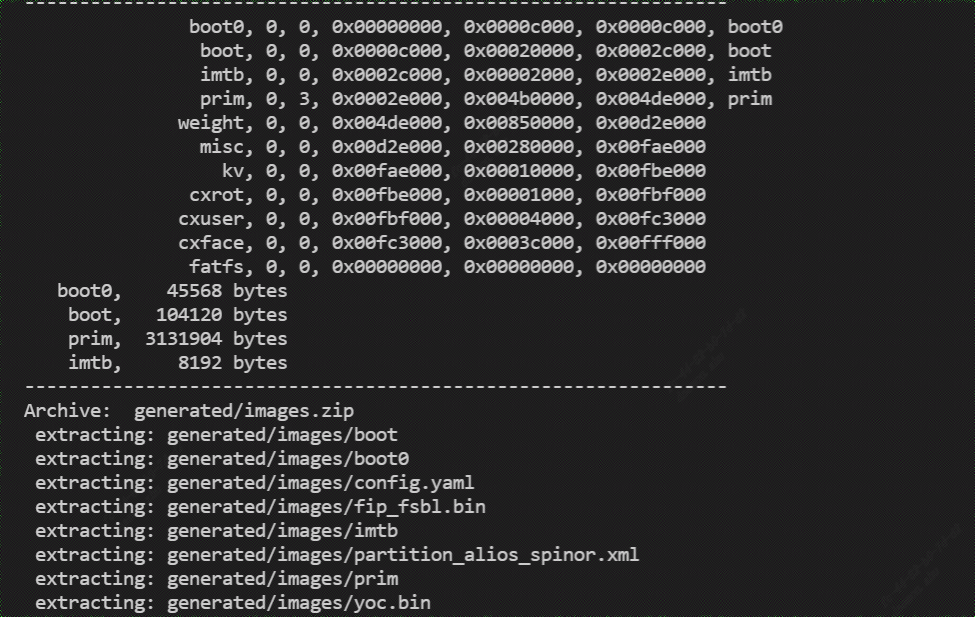 -----------------------------------------------------------------
boot0, 0, 0, 0x00000000, 0x0000c000, 0x0000c000, boot0
boot, 0, 0, 0x0000c000, 0x00020000, 0x0002c000, boot
imtb, 0, 0, 0x0002c000, 0x00002000, 0x0002e000, imtb
prim, 0, 3, 0x0002e000, 0x004b0000, 0x004de000, prim
weight, 0, 0, 0x004de000, 0x00850000, 0x00d2e000
misc, 0, 0, 0x00d2e000, 0x00280000, 0x00fae000
kv, 0, 0, 0x00fae000, 0x00010000, 0x00fbe000
cxrot, 0, 0, 0x00fbe000, 0x00001000, 0x00fbf000
cxuser, 0, 0, 0x00fbf000, 0x00004000, 0x00fc3000
cxface, 0, 0, 0x00fc3000, 0x0003c000, 0x00fff000
fatfs, 0, 0, 0x00000000, 0x00000000, 0x00000000
boot0, 45568 bytes
boot, 104120 bytes
prim, 3131904 bytes
imtb, 8192 bytes
-----------------------------------------------------------------
Archive: generated/images.zip
extracting: generated/images/boot
extracting: generated/images/boot0
extracting: generated/images/config.yaml
extracting: generated/images/fip_fsbl.bin
extracting: generated/images/imtb
extracting: generated/images/partition_alios_spinor.xml
extracting: generated/images/prim
extracting: generated/images/yoc.bin